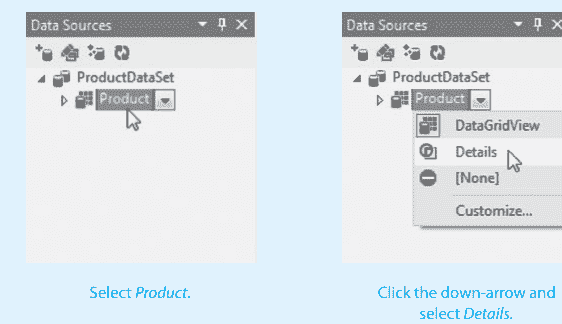 Data Sources
ProductDataSet
Product
Select Product.
Data Sources
ProductDataSet
Product
DataGridView
Details
[None]
Customize...
Click the down-arrow and
select Details.